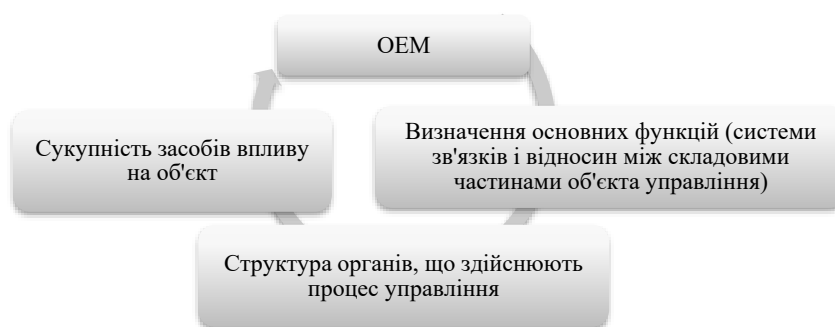 ОЕМ
Визначення основних функцій (системи
зв'язків і відносин між складовими
частинами об'єкта управління)
Структура органів, що здійснюють
процес управління
Сукупність засобів впливу
на об'єкт